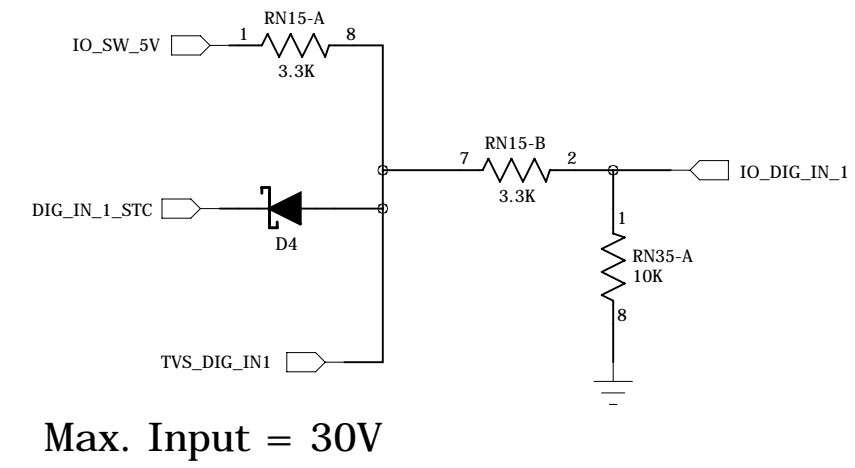 RN15-A
IO_SW_5V 1 8
3.3K
RN15-B
7 2 IO_DIG_IN_1
3.3K
DIG_IN_1_STC
1
D4
RN35-A
10K
8
TVS_DIG_IN1
Max. Input = 30V